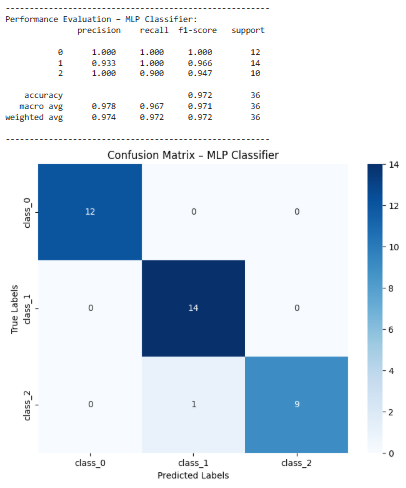 -------------------------------------------------------
Performance Evaluation – MLP Classifier:
precision recall f1-score support
0 1.000 1.000 1.000 12
1 0.933 1.000 0.966 14
2 1.000 0.900 0.947 10
accuracy 0.972 36
macro avg 0.978 0.967 0.971 36
weighted avg 0.974 0.972 0.972 36
-------------------------------------------------------
Confusion Matrix – MLP Classifier
class_0 12 0 0
class_1 0 14 0
class_2 0 1 9
True Labels
class_0 class_1 class_2
Predicted Labels
14
12
10
8
6
4
2
0